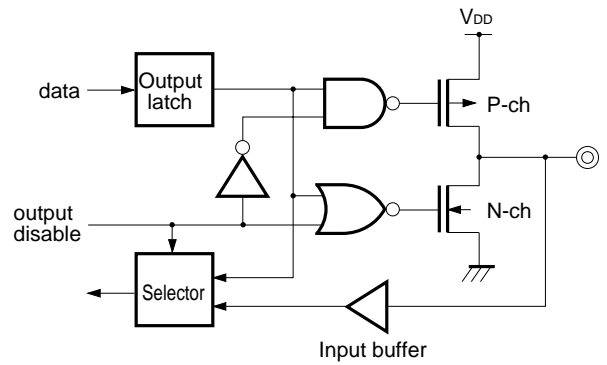 VDD
data
Output
latch
P-ch
output
disable
N-ch
Selector
Input buffer